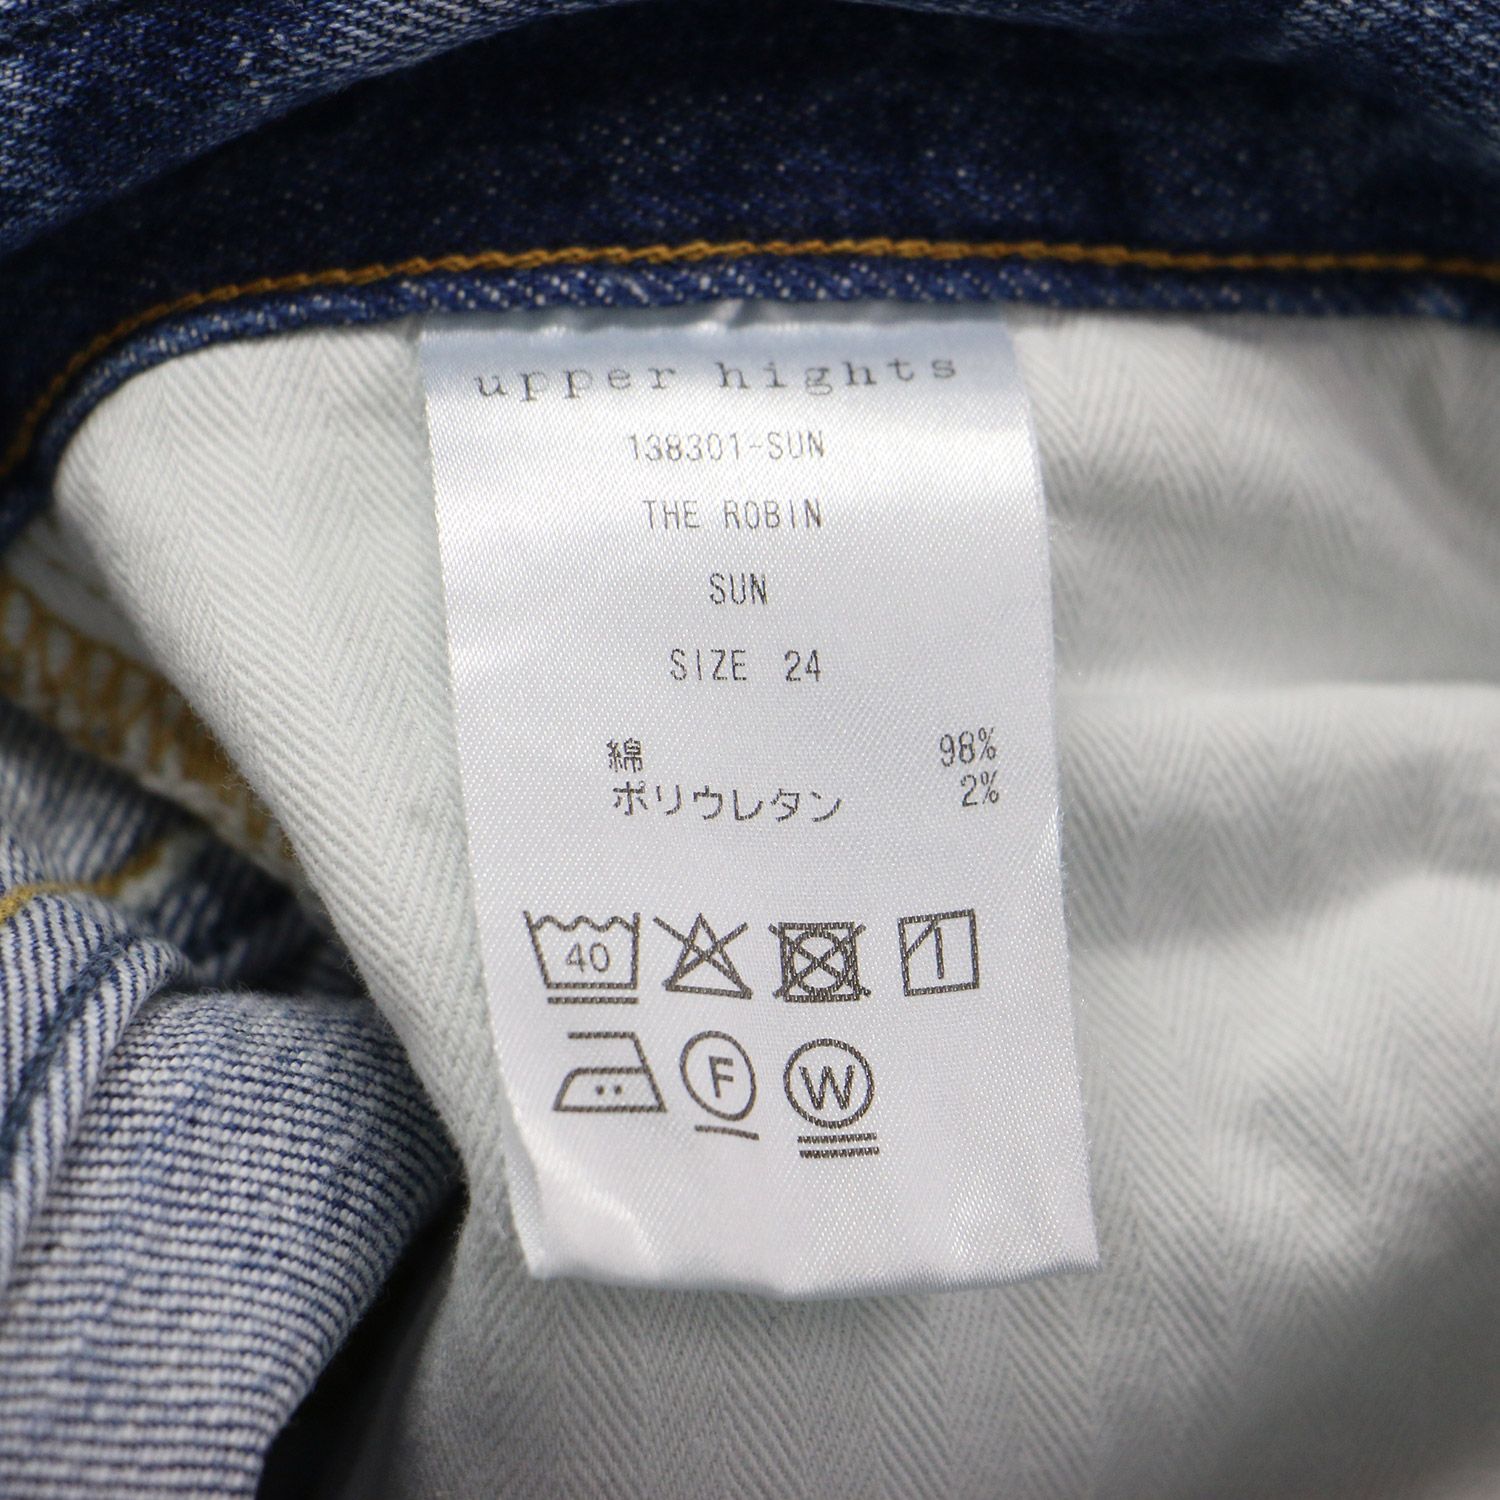 upper hights
138301-SUN
THE ROBIN
SUN
SIZE 24
綿 98%
ポリウレタン 2%
40
F
W